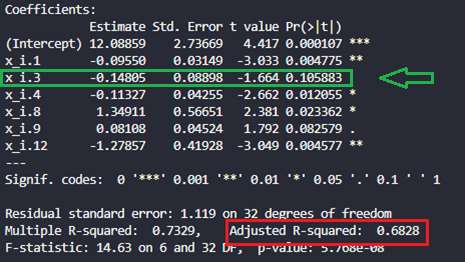 Coefficients:
Estimate Std. Error t value Pr(>|t|)
(Intercept) 12.08859 2.73669 4.417 0.000107 ***
x_i.1 -0.09550 0.03149 -3.033 0.004775 **
x_i.3 -0.14805 0.08898 -1.664 0.105883
x_i.4 -0.11327 0.04255 -2.662 0.012055 *
x_i.8 1.34911 0.56651 2.381 0.023362 *
x_i.9 0.08108 0.04524 1.792 0.082579 .
x_i.12 -1.27857 0.41928 -3.049 0.004577 **
---
Signif. codes: 0 '***' 0.001 '**' 0.01 '*' 0.05 '.' 0.1 ' ' 1
Residual standard error: 1.119 on 32 degrees of freedom
Multiple R-squared: 0.7329, Adjusted R-squared: 0.6828
F-statistic: 14.63 on 6 and 32 DF, p-value: 5.768e-08